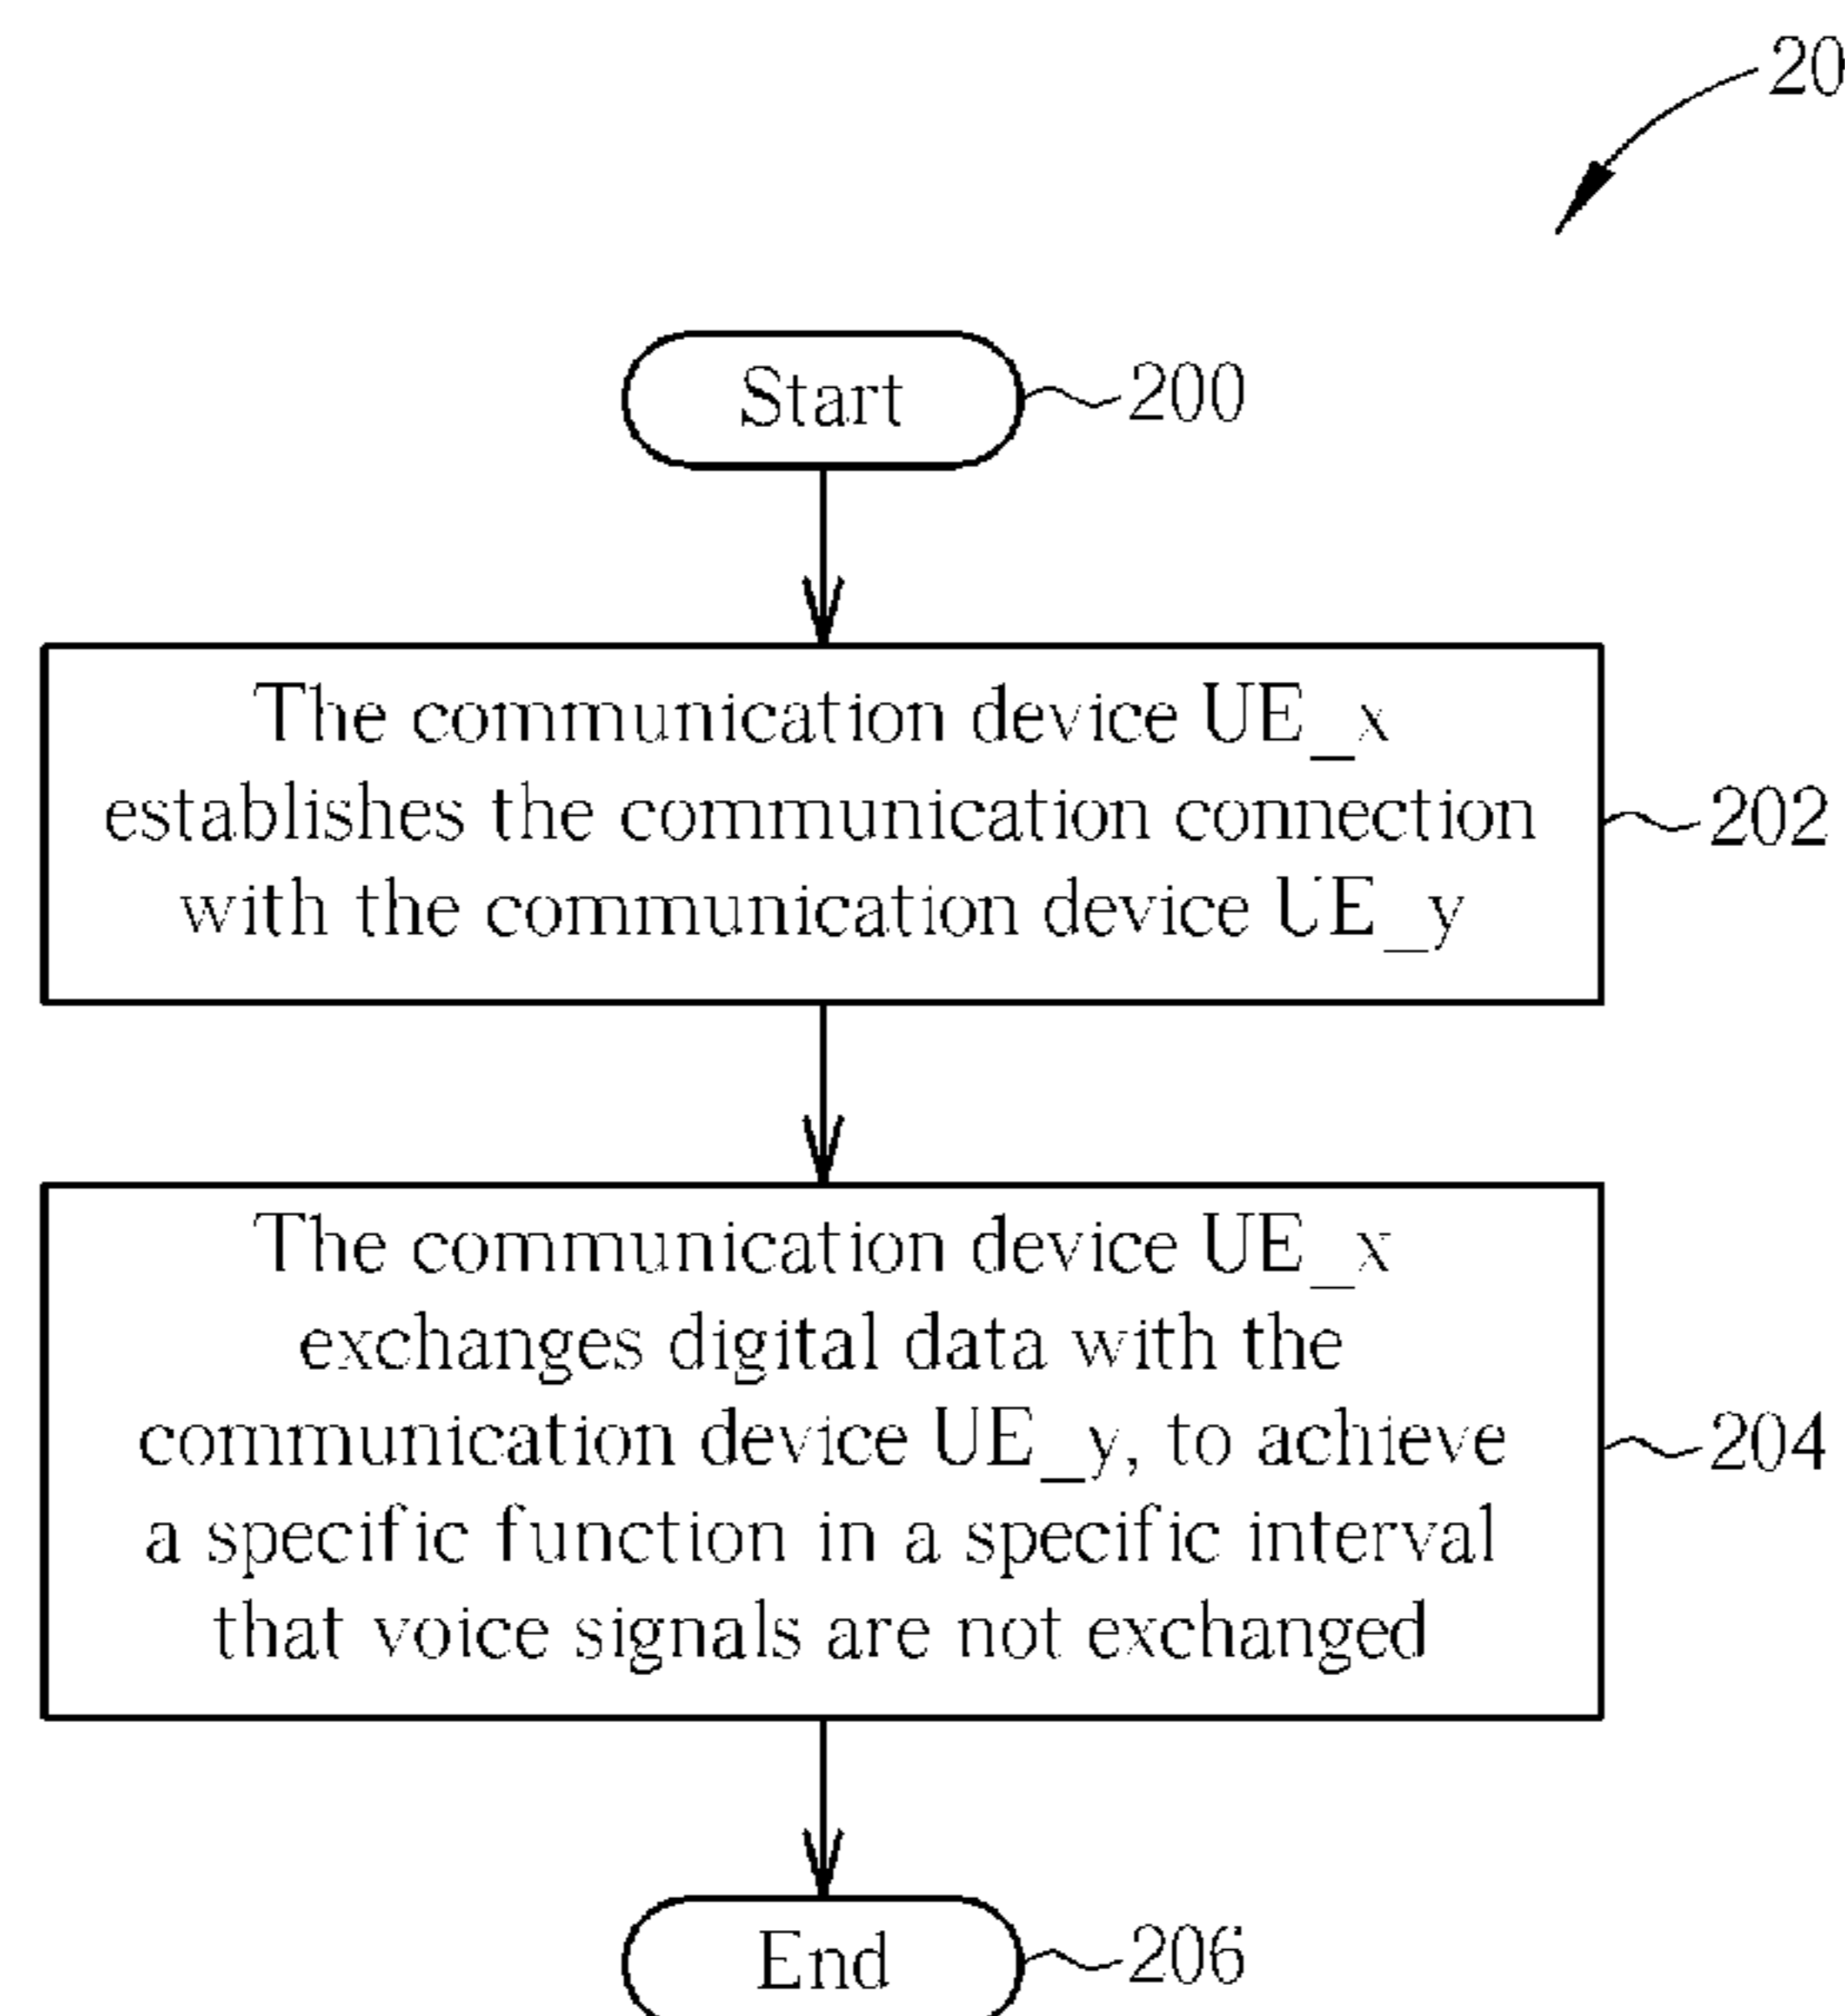 20
Start
200
The communication device UE_x
establishes the communication connection
with the communication device UE_y
202
The communication device UE_x
exchanges digital data with the
communication device UE_y, to achieve
a specific function in a specific interval
that voice signals are not exchanged
204
End
206